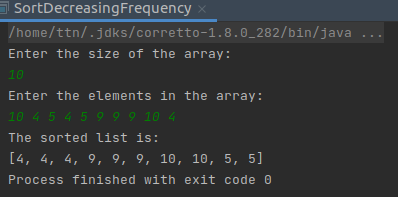 SortDecreasingFrequency ×
/home/ttn/.jdks/corretto-1.8.0_282/bin/java ...
Enter the size of the array:
10
Enter the elements in the array:
10 4 5 4 5 9 9 9 10 4
The sorted list is:
[4, 4, 4, 9, 9, 9, 10, 10, 5, 5]
Process finished with exit code 0